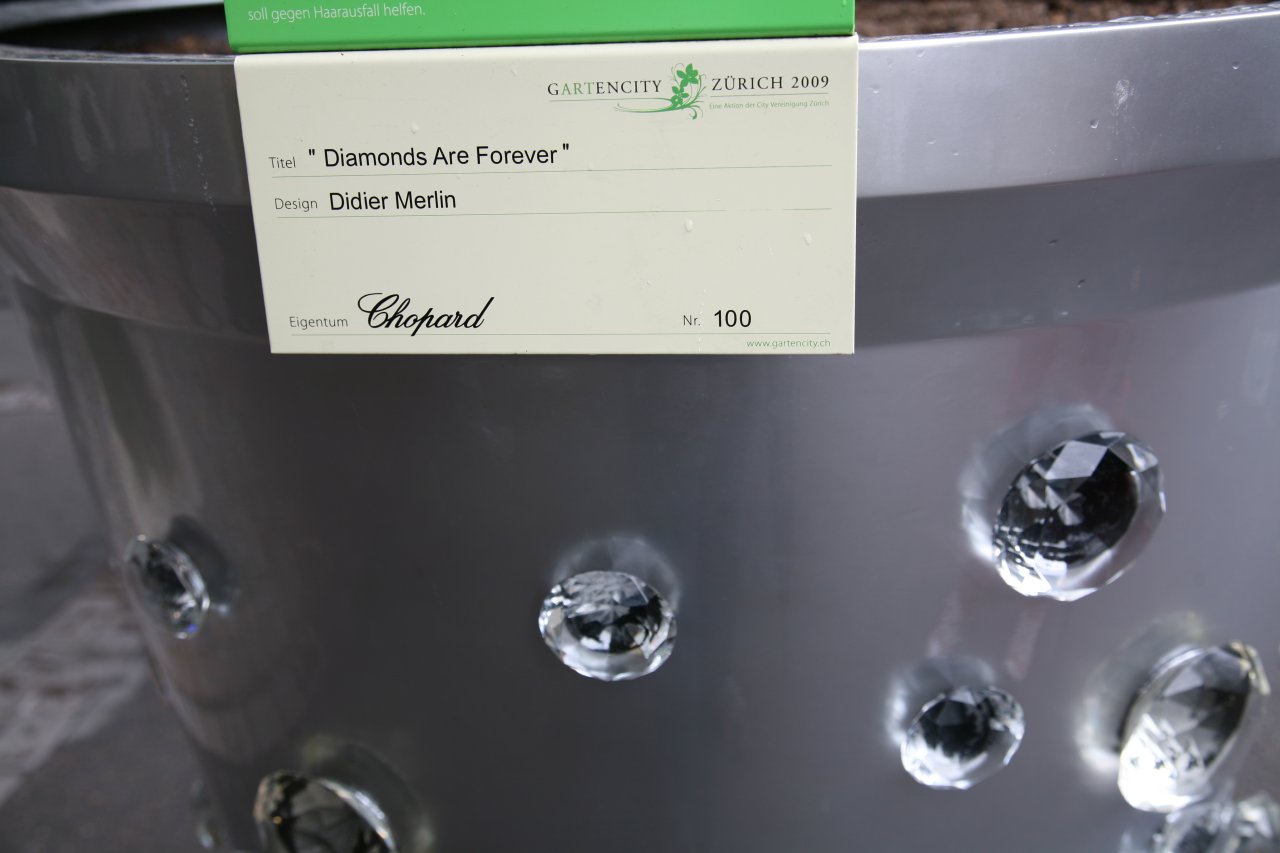 soll gegen Haarausfall helfen.
GARTENCITY ZÜRICH 2009
Eine Aktion der City Vereinigung Zürich
Titel " Diamonds Are Forever "
Design Didier Merlin
Eigentum Chopard Nr. 100
www.gartencity.ch